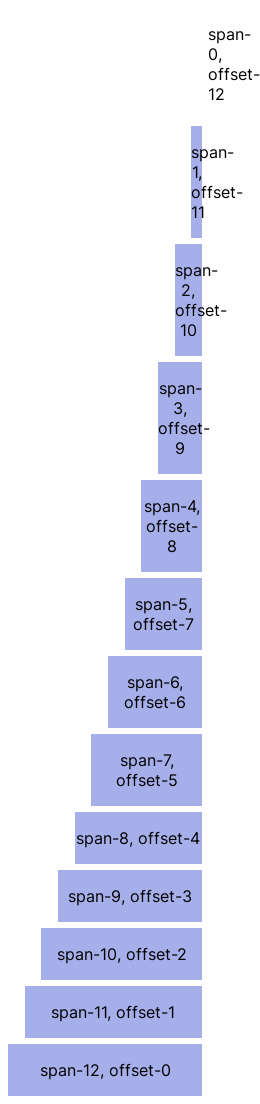 span-
0,
offset-
12
span-
1,
offset-
11
span-
2,
offset-
10
span-
3,
offset-
9
span-4,
offset-
8
span-5,
offset-7
span-6,
offset-6
span-7,
offset-5
span-8, offset-4
span-9, offset-3
span-10, offset-2
span-11, offset-1
span-12, offset-0